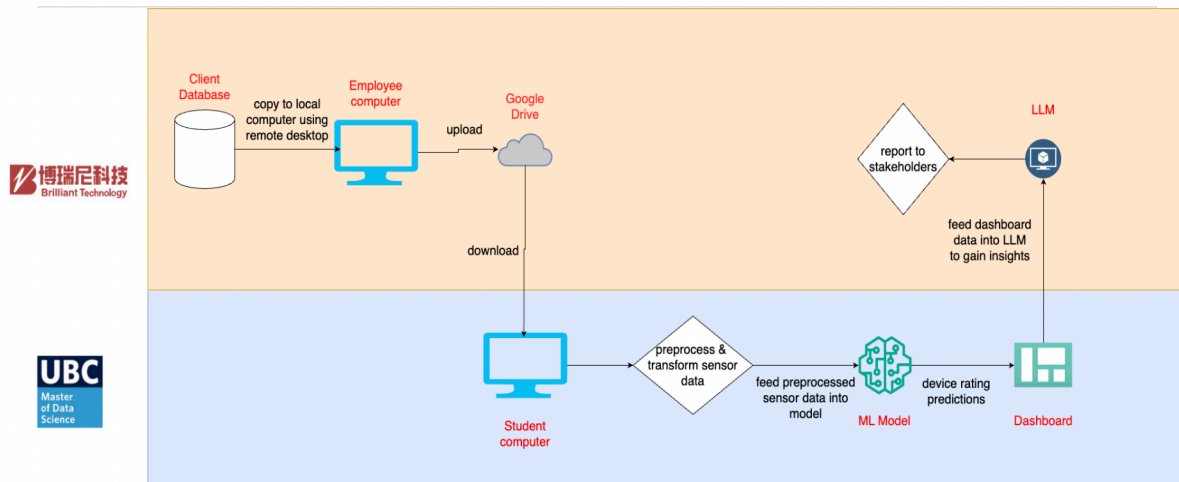 Client
Database
copy to local
computer using
remote desktop
Employee
computer
upload
Google
Drive
download
report to
stakeholders
LLM
feed dashboard
data into LLM
to gain insights
博瑞尼科技
Brilliant Technology
UBC
Master
of Data
Science
Student
computer
preprocess &
transform sensor
data
feed preprocessed
sensor data into
model
ML Model
device rating
predictions
Dashboard